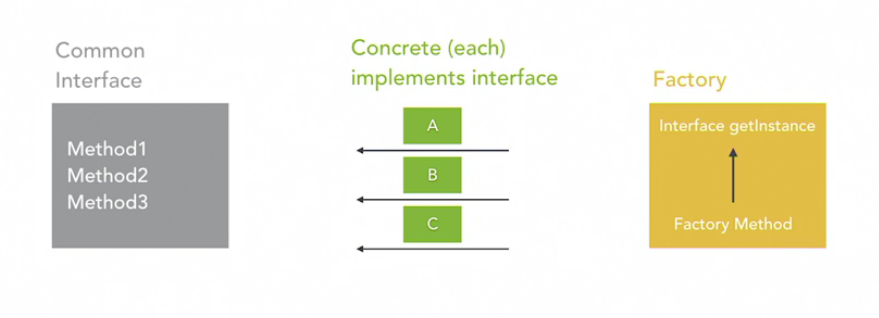 Common
Interface
Method1
Method2
Method3
Concrete (each)
implements interface
A
B
C
Factory
Interface getInstance
Factory Method